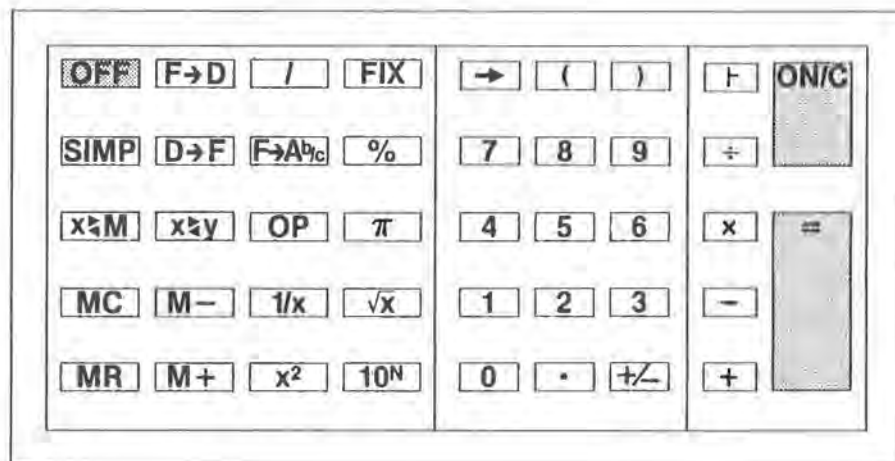 OFF F→D / FIX → ( ) ⊢ ON/C
SIMP D→F F→Ab/c % 7 8 9 ÷
x⇆M x⇆y OP π 4 5 6 × =
MC M− 1/x √x 1 2 3 −
MR M+ x² 10ᴺ 0 · +/− +